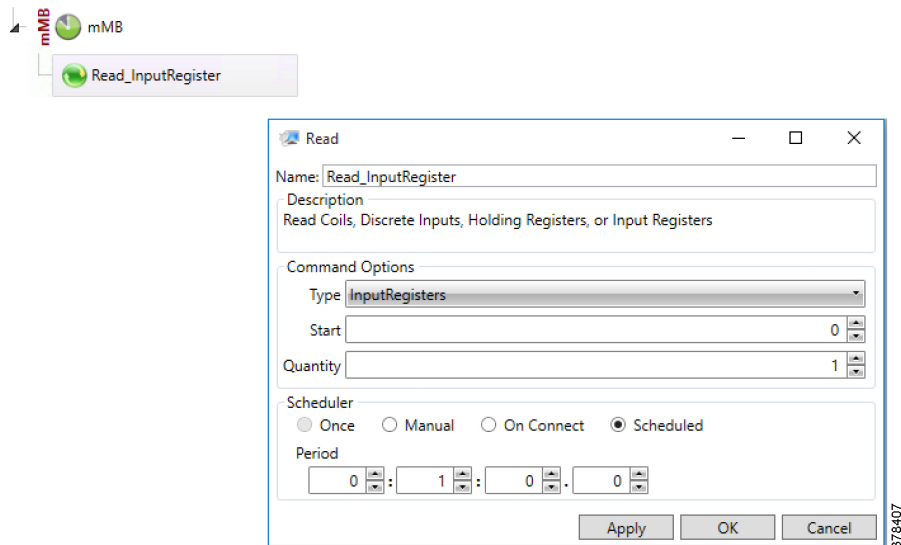 mMB
mMB
Read_InputRegister
Read
Name: Read_InputRegister
Description
Read Coils, Discrete Inputs, Holding Registers, or Input Registers
Command Options
Type InputRegisters
Start 0
Quantity 1
Scheduler
Once Manual On Connect Scheduled
Period
0 : 1 : 0 . 0
Apply OK Cancel
378407